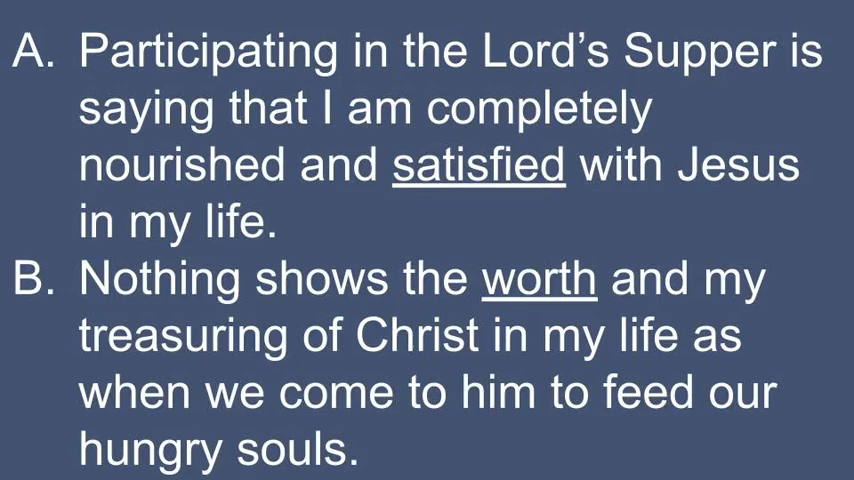 A. Participating in the Lord’s Supper is
saying that I am completely
nourished and satisfied with Jesus
in my life.
B. Nothing shows the worth and my
treasuring of Christ in my life as
when we come to him to feed our
hungry souls.